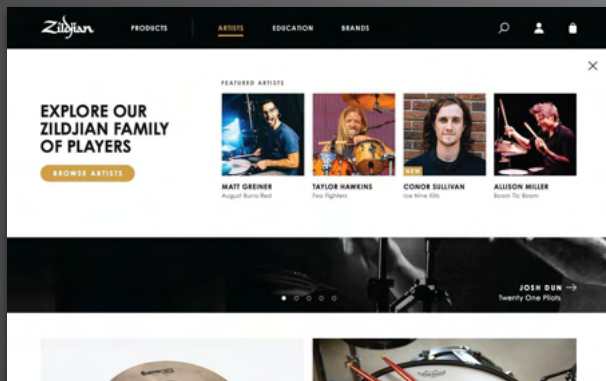 Zildjian
PRODUCTS
ARTISTS
EDUCATION
BRANDS
FEATURED ARTISTS
EXPLORE OUR
ZILDJIAN FAMILY
OF PLAYERS
BROWSE ARTISTS
NEW
MATT GREINER
August Burns Red
TAYLOR HAWKINS
Foo Fighters
CONOR SULLIVAN
Ice Nine Kills
ALLISON MILLER
Boom Tic Boom
JOSH DUN
Twenty One Pilots